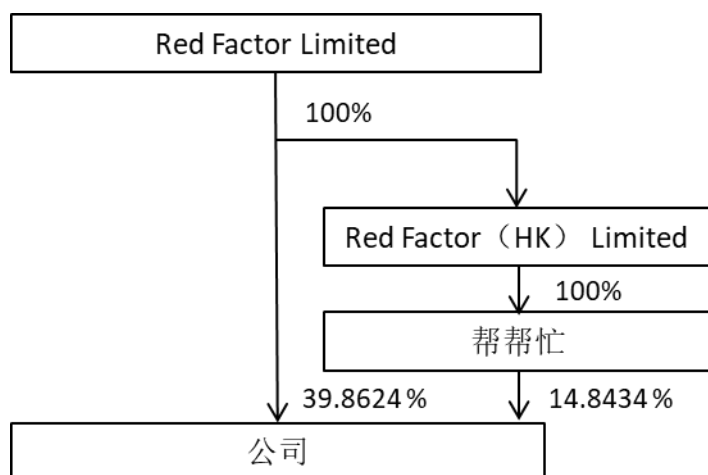 Red Factor Limited
100%
Red Factor（HK） Limited
100%
帮帮忙
39.8624%
14.8434%
公司